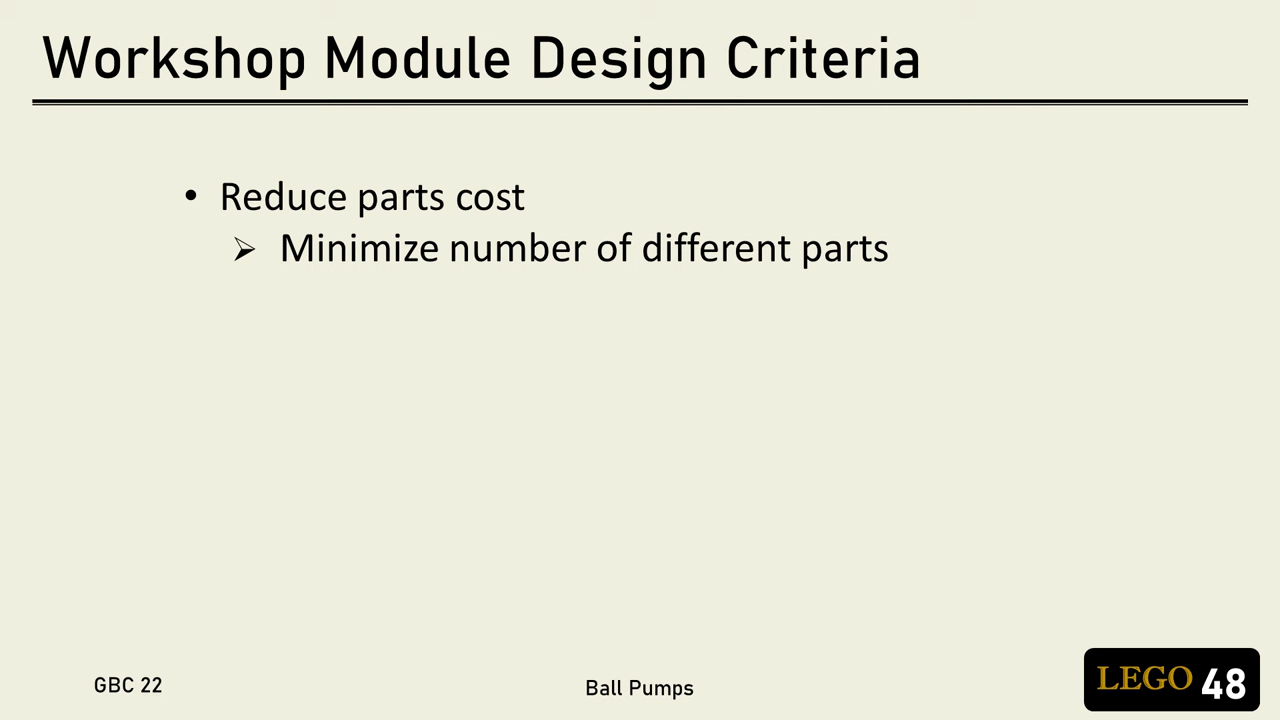 Workshop Module Design Criteria
• Reduce parts cost
➢ Minimize number of different parts
GBC 22
Ball Pumps
LEGO 48